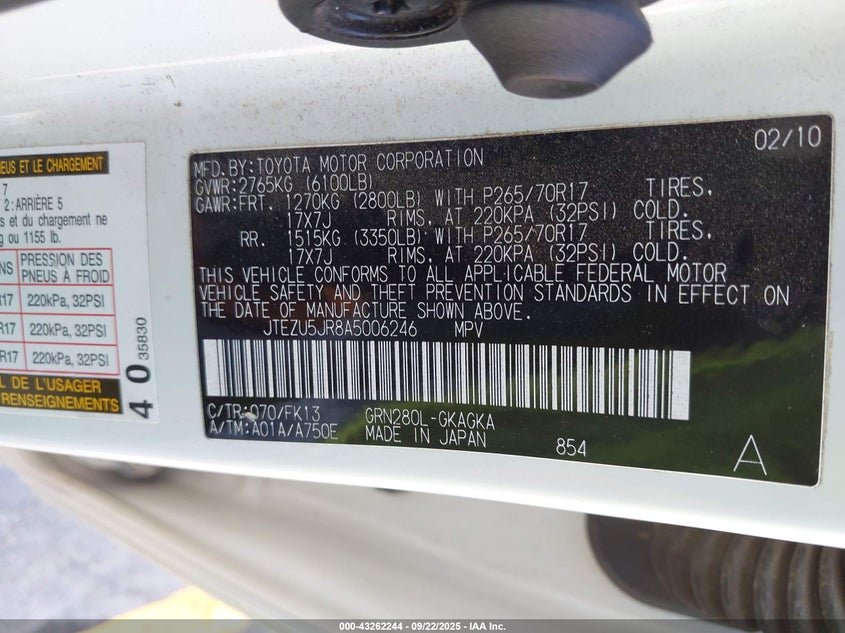 NEUS ET LE CHARGEMENT
7
2 : ARRIÈRE 5
s et du chargement ne
g ou 1155 lb.
NS PRESSION DES PNEUS À FROID
R17 220kPa, 32PSI
R17 220kPa, 32PSI
R17 220kPa, 32PSI
L DE L'USAGER
RENSEIGNEMENTS
40 35830
02/10
MFD. BY: TOYOTA MOTOR CORPORATION
GVWR: 2765KG (6100LB)
GAWR: FRT. 1270KG (2800LB) WITH P265/70R17 TIRES,
17X7J RIMS, AT 220KPA (32PSI) COLD.
RR. 1515KG (3350LB) WITH P265/70R17 TIRES,
17X7J RIMS, AT 220KPA (32PSI) COLD.
THIS VEHICLE CONFORMS TO ALL APPLICABLE FEDERAL MOTOR
VEHICLE SAFETY AND THEFT PREVENTION STANDARDS IN EFFECT ON
THE DATE OF MANUFACTURE SHOWN ABOVE.
JTEZU5JR8A5006246 MPV
C/TR: 070/FK13 GRN280L-GKAGKA
A/TM: A01A/A750E MADE IN JAPAN 854 A
000-43262244 - 09/22/2025 - IAA Inc.